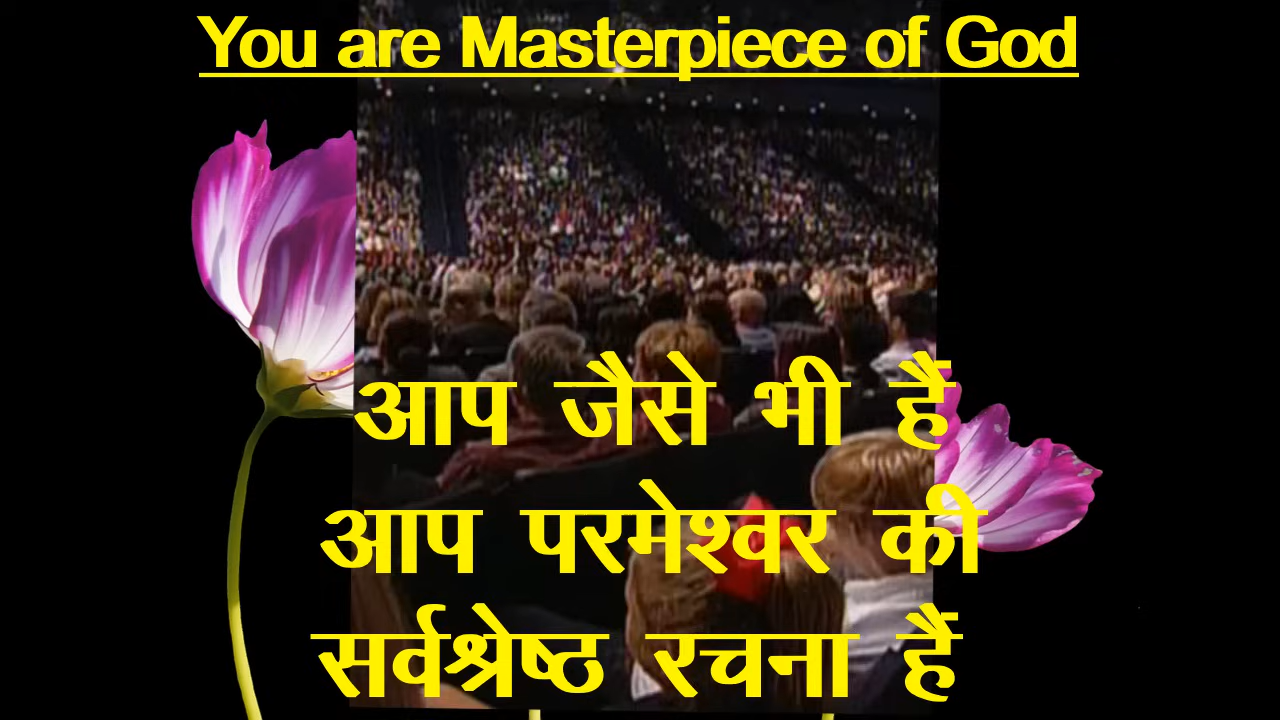 You are Masterpiece of God
आप जैसे भी हैं
आप परमेश्वर की
सर्वश्रेष्ठ रचना हैं